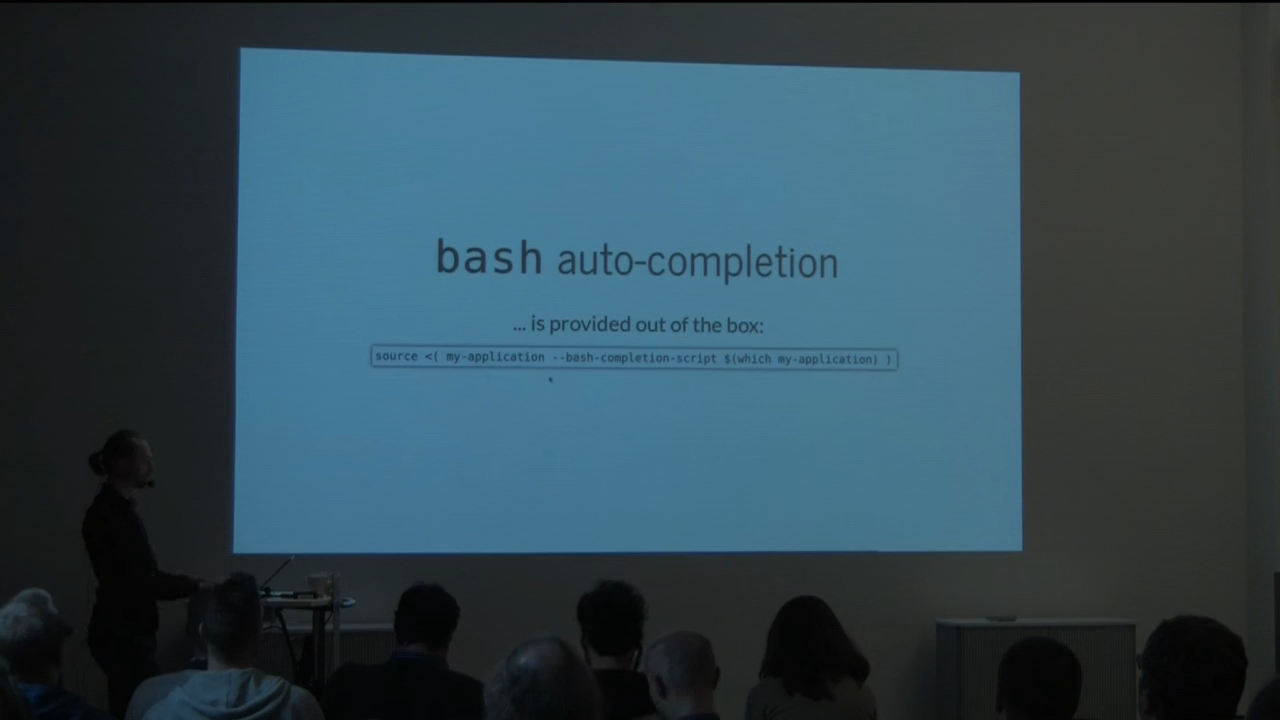 bash auto-completion
... is provided out of the box:
source <( my-application --bash-completion-script $(which my-application) )